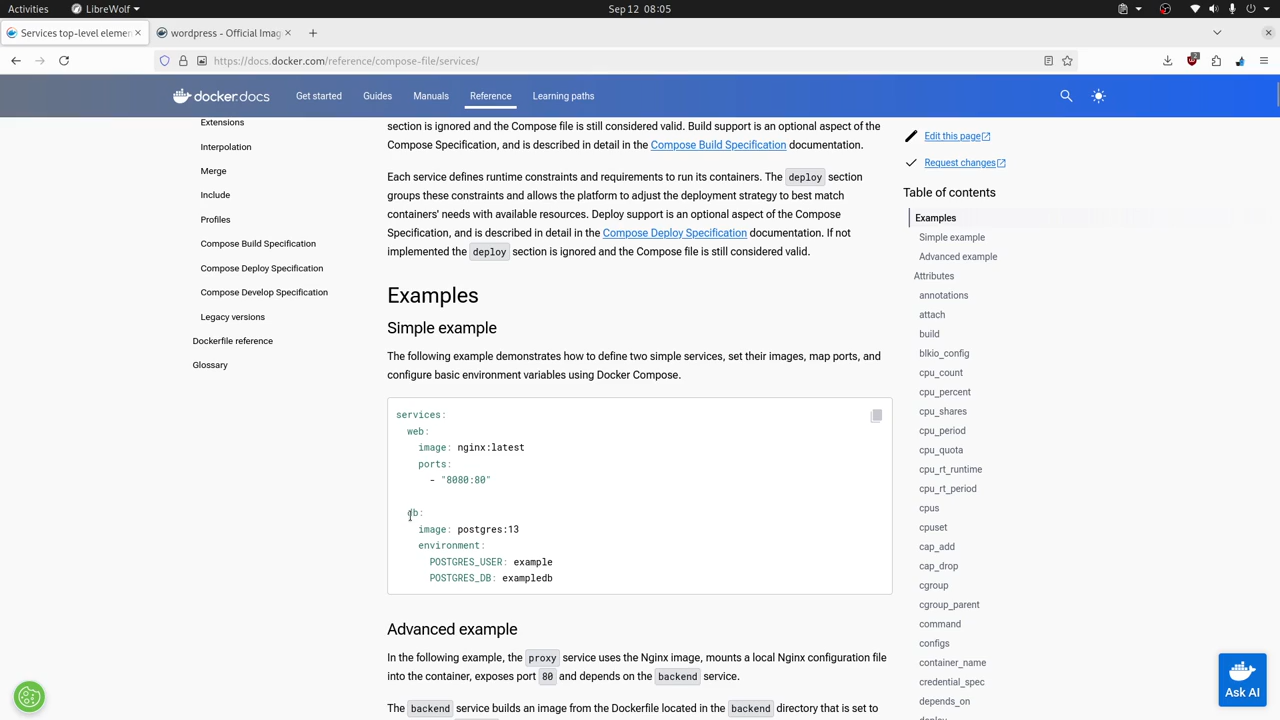 Activities
LibreWolf
Sep 12 08:05
Services top-level elemen
wordpress - Official Imag
https://docs.docker.com/reference/compose-file/services/
2
docker.docs
Get started
Guides
Manuals
Reference
Learning paths
Extensions
Interpolation
Merge
Include
Profiles
Compose Build Specification
Compose Deploy Specification
Compose Develop Specification
Legacy versions
Dockerfile reference
Glossary
section is ignored and the Compose file is still considered valid. Build support is an optional aspect of the
Compose Specification, and is described in detail in the Compose Build Specification documentation.
Each service defines runtime constraints and requirements to run its containers. The deploy section
groups these constraints and allows the platform to adjust the deployment strategy to best match
containers' needs with available resources. Deploy support is an optional aspect of the Compose
Specification, and is described in detail in the Compose Deploy Specification documentation. If not
implemented the deploy section is ignored and the Compose file is still considered valid.
Examples
Simple example
The following example demonstrates how to define two simple services, set their images, map ports, and
configure basic environment variables using Docker Compose.
services:
  web:
    image: nginx:latest
    ports:
      - "8080:80"
  db:
    image: postgres:13
    environment:
      POSTGRES_USER: example
      POSTGRES_DB: exampledb
Advanced example
In the following example, the proxy service uses the Nginx image, mounts a local Nginx configuration file
into the container, exposes port 80 and depends on the backend service.
The backend service builds an image from the Dockerfile located in the backend directory that is set to
Edit this page
Request changes
Table of contents
Examples
Simple example
Advanced example
Attributes
annotations
attach
build
blkio_config
cpu_count
cpu_percent
cpu_shares
cpu_period
cpu_quota
cpu_rt_runtime
cpu_rt_period
cpus
cpuset
cap_add
cap_drop
cgroup
cgroup_parent
command
configs
container_name
credential_spec
depends_on
Ask AI